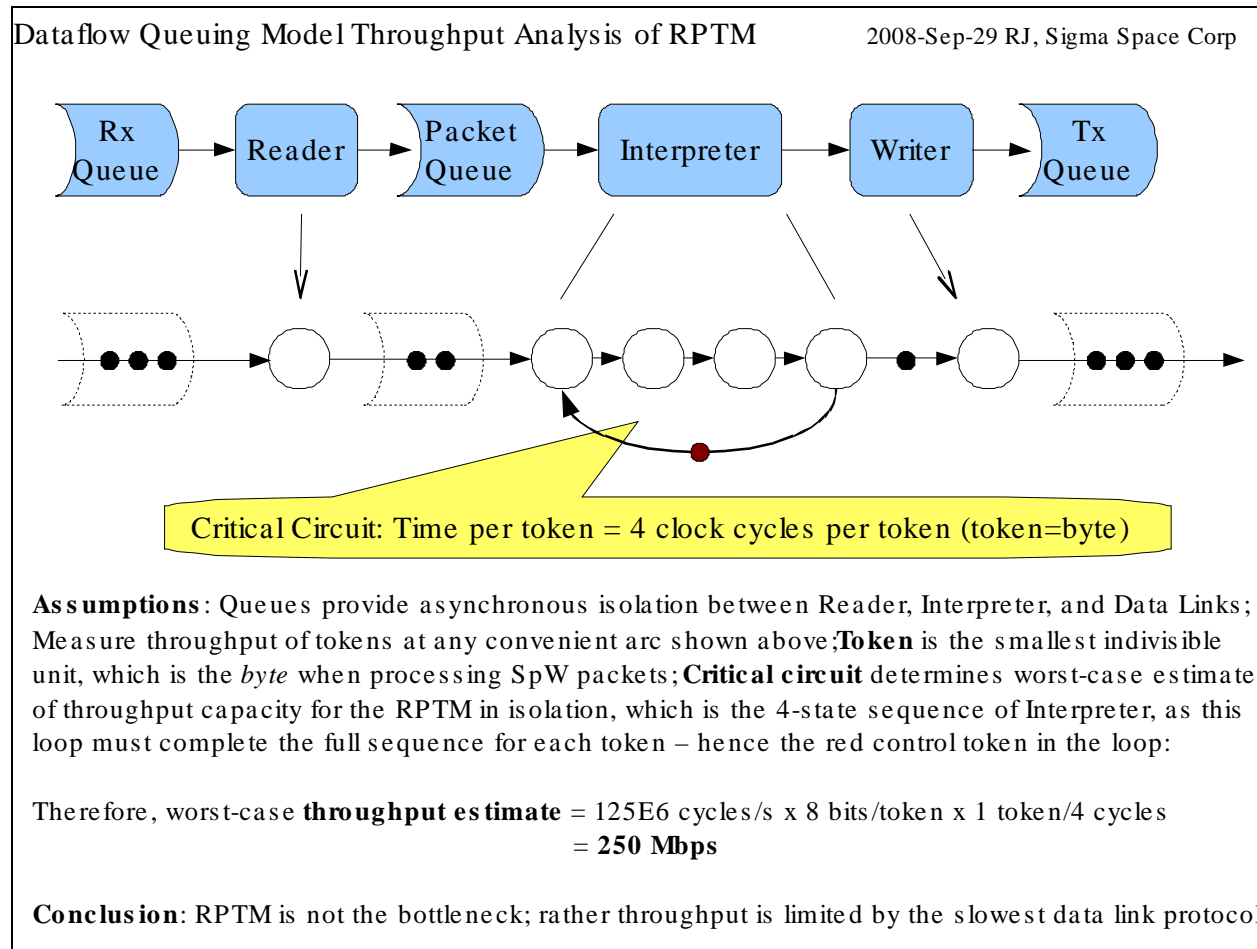 Dataflow Queuing Model Throughput Analysis of RPTM
2008-Sep-29 RJ, Sigma Space Corp
Rx
Queue
Reader
Packet
Queue
Interpreter
Writer
Tx
Queue
Critical Circuit: Time per token = 4 clock cycles per token (token=byte)
Assumptions: Queues provide asynchronous isolation between Reader, Interpreter, and Data Links;
Measure throughput of tokens at any convenient arc shown above; Token is the smallest indivisible
unit, which is the byte when processing SpW packets; Critical circuit determines worst-case estimate
of throughput capacity for the RPTM in isolation, which is the 4-state sequence of Interpreter, as this
loop must complete the full sequence for each token – hence the red control token in the loop:
Therefore, worst-case throughput estimate = 125E6 cycles/s x 8 bits/token x 1 token/4 cycles
= 250 Mbps
Conclusion: RPTM is not the bottleneck; rather throughput is limited by the slowest data link protocol